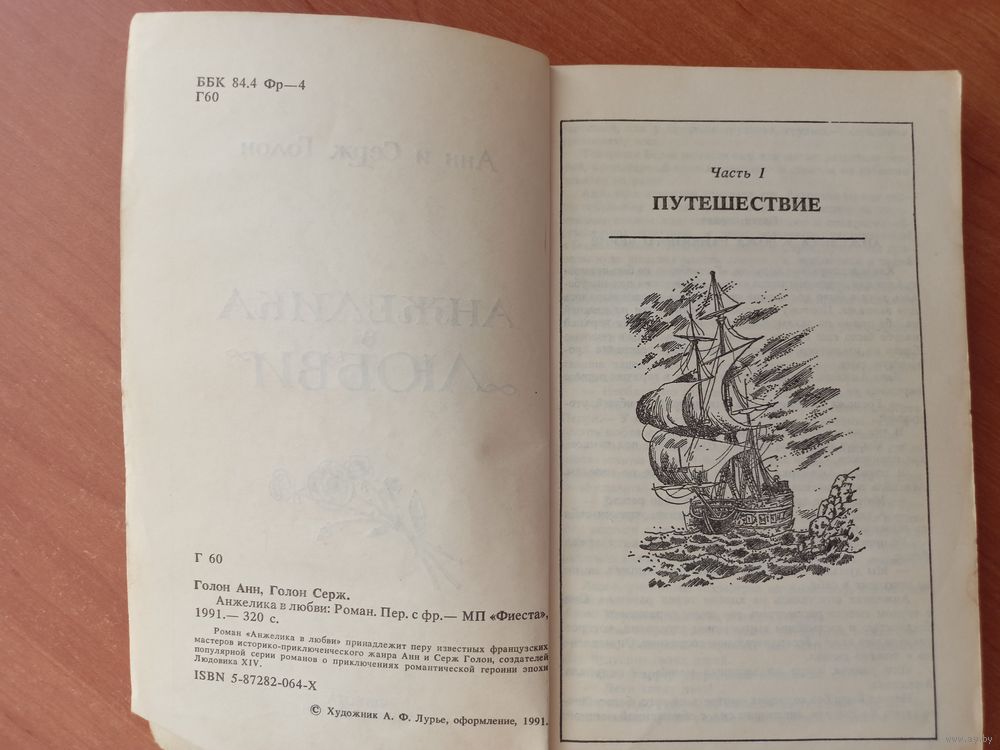 ББК 84.4 Фр—4
Г60
Анн и Серж Голон
АНЖЕЛИКА
ЛЮБВИ
Г 60
Голон Анн, Голон Серж.
Анжелика в любви: Роман. Пер. с фр.— МП «Фиеста»,
1991.— 320 с.
Роман «Анжелика в любви» принадлежит перу известных французских
мастеров историко-приключенческого жанра Анн и Серж Голон, создателей
популярной серии романов о приключениях романтической героини эпохи
Людовика XIV.
ISBN 5-87282-064-X
© Художник А. Ф. Лурье, оформление, 1991.
Часть I
ПУТЕШЕСТВИЕ
www.ay.by